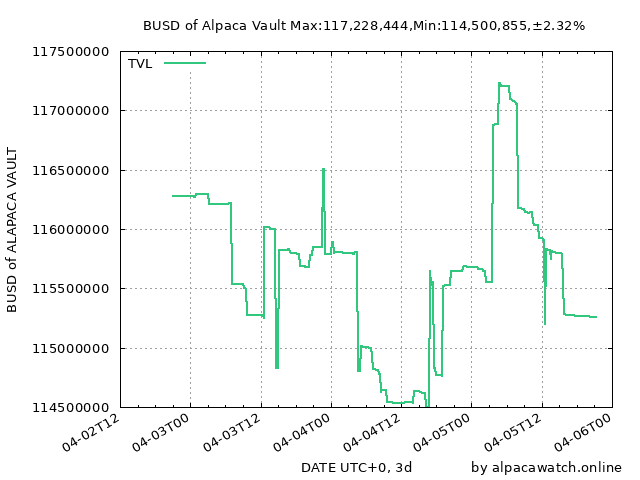 BUSD of Alpaca Vault Max:117,228,444,Min:114,500,855,±2.32%
TVL
117500000
117000000
116500000
116000000
115500000
115000000
114500000
BUSD of ALAPACA VAULT
04-02T12
04-03T00
04-03T12
04-04T00
04-04T12
04-05T00
04-05T12
04-06T00
DATE UTC+0, 3d
by alpacawatch.online